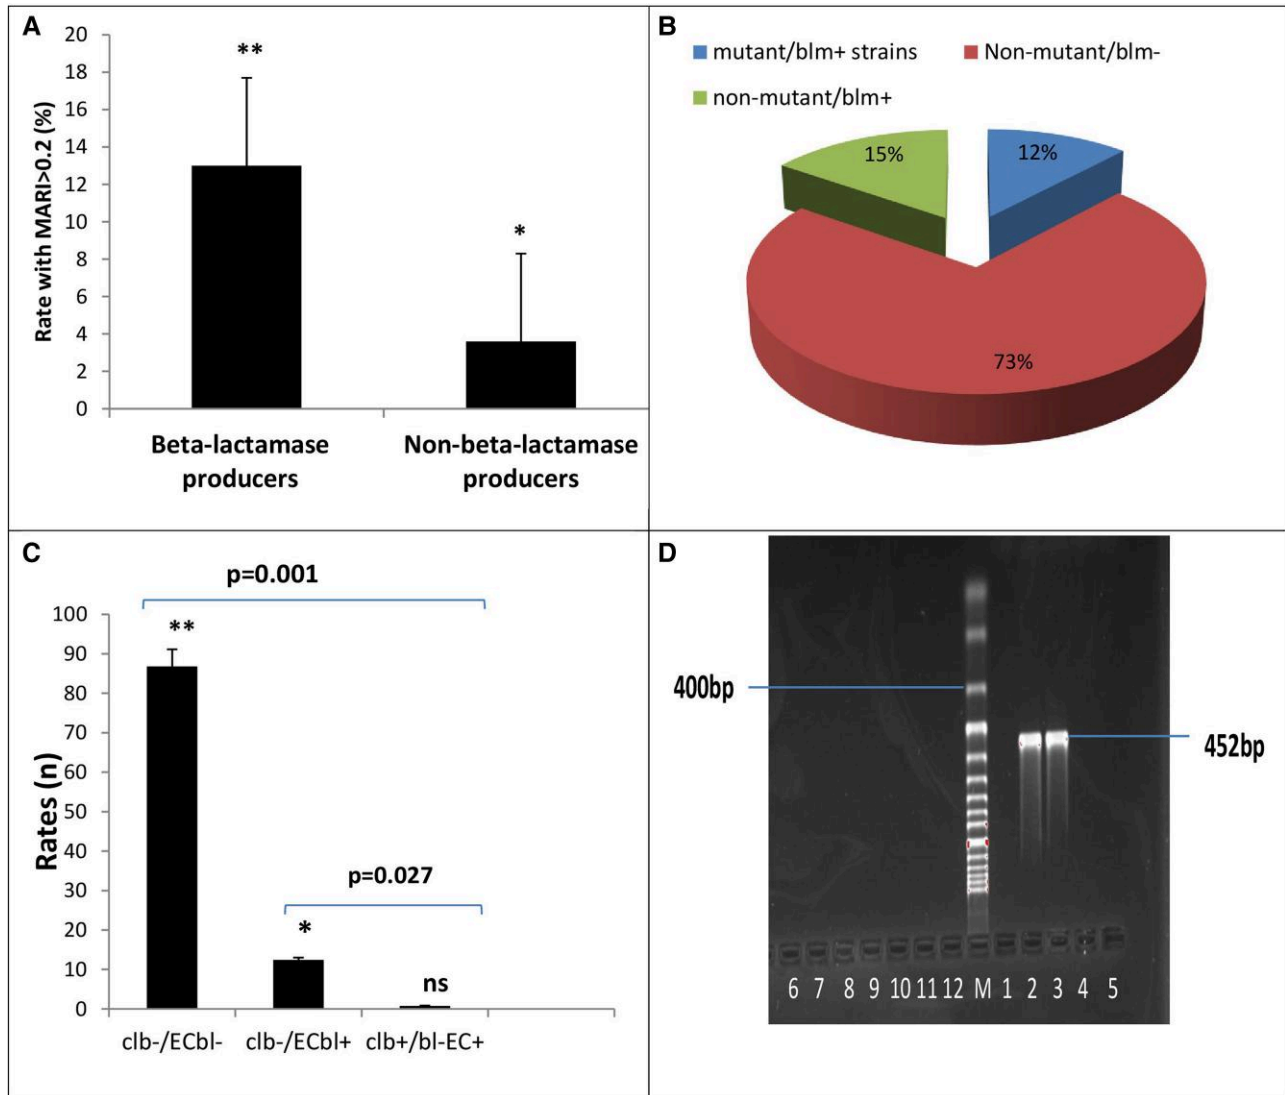 A
20
18
16
14
12
10
8
6
4
2
0
Rate with MARI>0.2 (%)
**
*
Beta-lactamase
producers
Non-beta-lactamase
producers
B
mutant/blm+ strains
Non-mutant/blm-
non-mutant/blm+
15%
12%
73%
C
p=0.001
100
90
80
70
60
50
40
30
20
10
0
Rates (n)
**
p=0.027
*
ns
clb-/ECbl-
clb-/ECbl+
clb+/bl-EC+
D
400bp
452bp
6 7 8 9 10 11 12 M 1 2 3 4 5